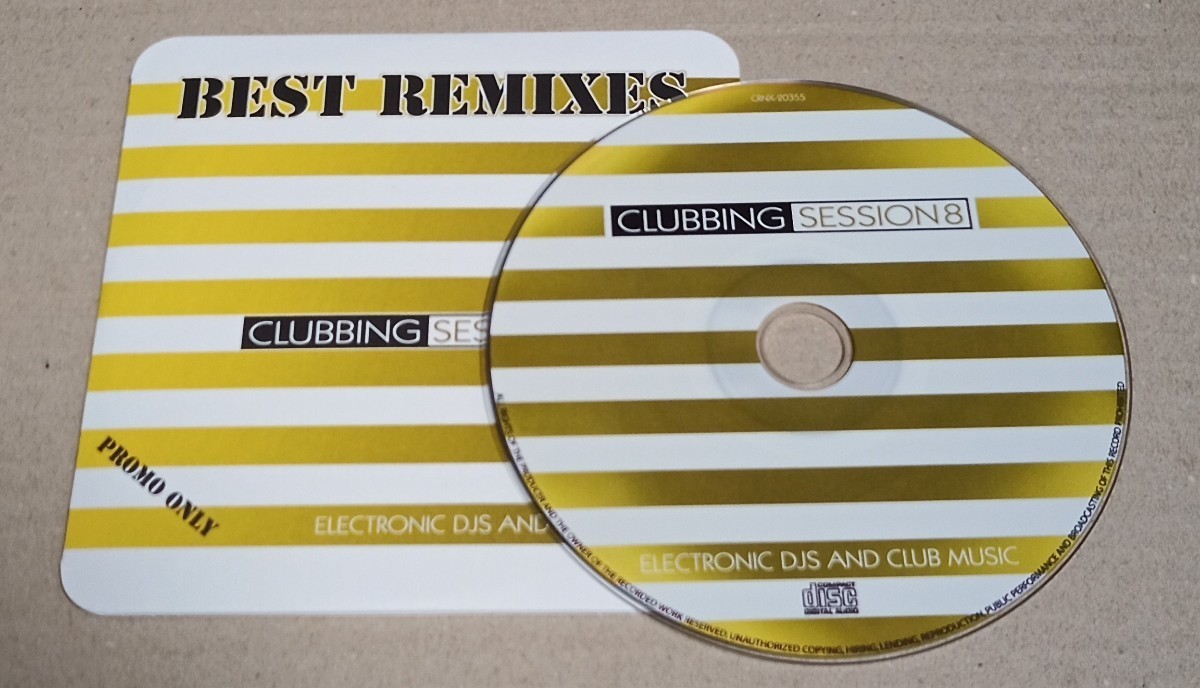 BEST REMIXES
CLUBBING SES
PROMO ONLY
ELECTRONIC DJS AND
CRNX-20355
CLUBBING SESSION 8
ELECTRONIC DJS AND CLUB MUSIC
COMPACT
disc
DIGITAL AUDIO
ALL RIGHTS OF THE PRODUCER AND THE OWNER OF THE RECORDED WORK RESERVED. UNAUTHORIZED COPYING, HIRING, LENDING, REPRODUCTION, PUBLIC PERFORMANCE AND BROADCASTING OF THIS RECORD PROHIBITED